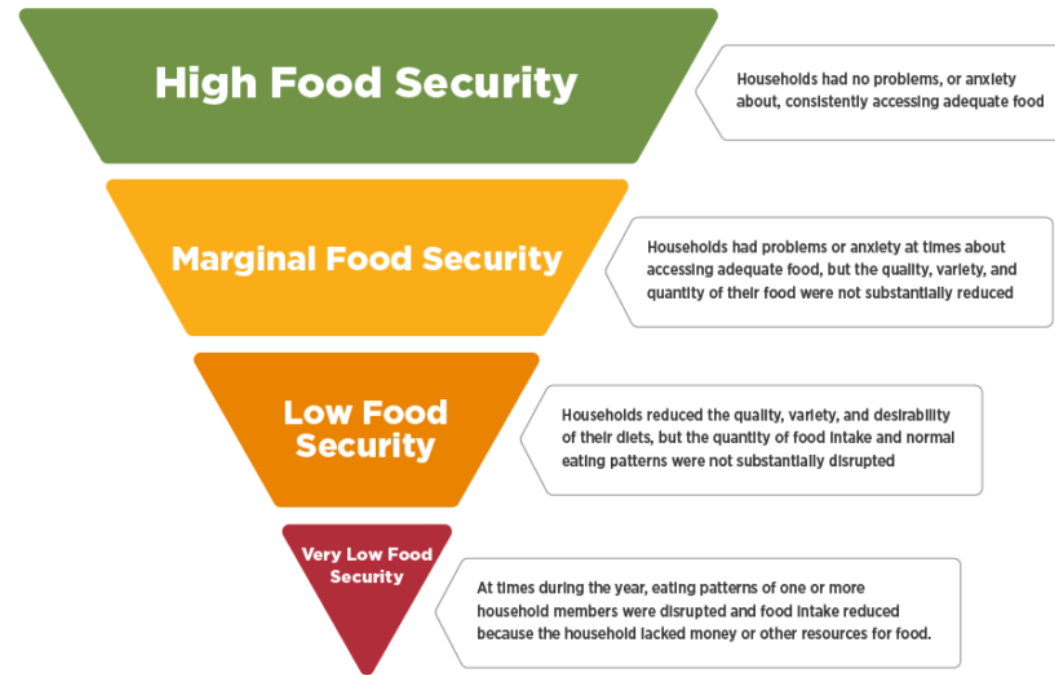 High Food Security
Households had no problems, or anxiety
about, consistently accessing adequate food
Marginal Food Security
Households had problems or anxiety at times about
accessing adequate food, but the quality, variety, and
quantity of their food were not substantially reduced
Low Food
Security
Households reduced the quality, variety, and desirability
of their diets, but the quantity of food intake and normal
eating patterns were not substantially disrupted
Very Low Food
Security
At times during the year, eating patterns of one or more
household members were disrupted and food intake reduced
because the household lacked money or other resources for food.